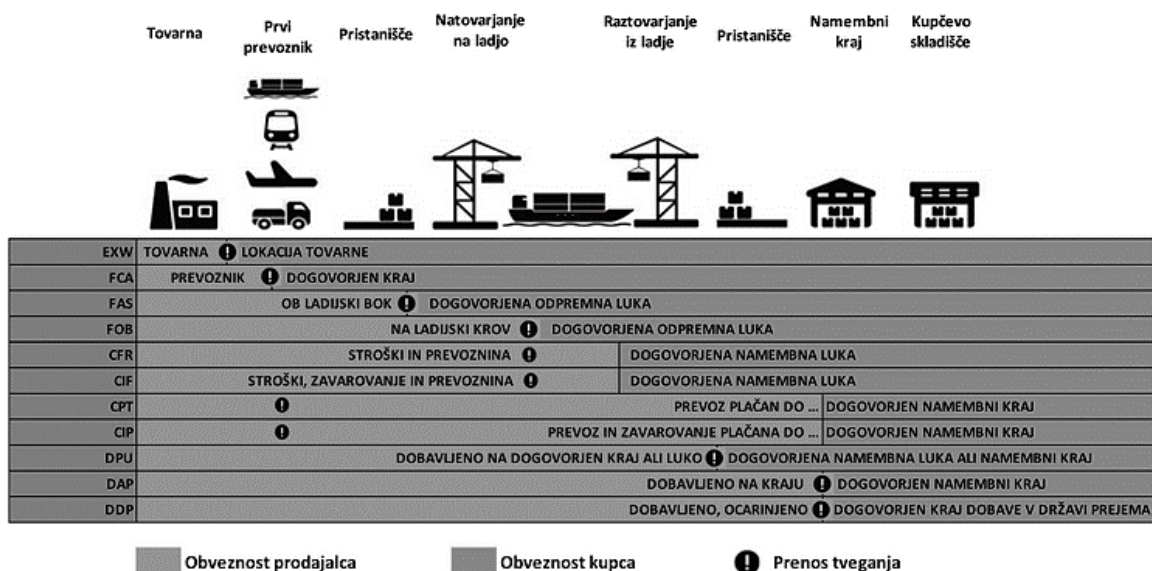 Tovarna
Prvi
prevoznik
Pristanišče
Natovarjanje
na ladjo
Raztovarjanje
iz ladje
Pristanišče
Namembni
kraj
Kupčevo
skladišče
EXW TOVARNA ! LOKACIJA TOVARNE
FCA PREVOZNIK ! DOGOVORJEN KRAJ
FAS OB LADIJSKI BOK ! DOGOVORJENA ODPREMNA LUKA
FOB NA LADIJSKI KROV ! DOGOVORJENA ODPREMNA LUKA
CFR STROŠKI IN PREVOZNINA ! DOGOVORJENA NAMEMBNA LUKA
CIF STROŠKI, ZAVAROVANJE IN PREVOZNINA ! DOGOVORJENA NAMEMBNA LUKA
CPT ! PREVOZ PLAČAN DO ... DOGOVORJEN NAMEMBNI KRAJ
CIP ! PREVOZ IN ZAVAROVANJE PLAČANA DO ... DOGOVORJEN NAMEMBNI KRAJ
DPU DOBAVLJENO NA DOGOVORJEN KRAJ ALI LUKO ! DOGOVORJENA NAMEMBNA LUKA ALI NAMEMBNI KRAJ
DAP DOBAVLJENO NA KRAJU ! DOGOVORJEN NAMEMBNI KRAJ
DDP DOBAVLJENO, OCARINJENO ! DOGOVORJEN KRAJ DOBAVE V DRŽAVI PREJEMA
Obveznost prodajalca
Obveznost kupca
! Prenos tveganja